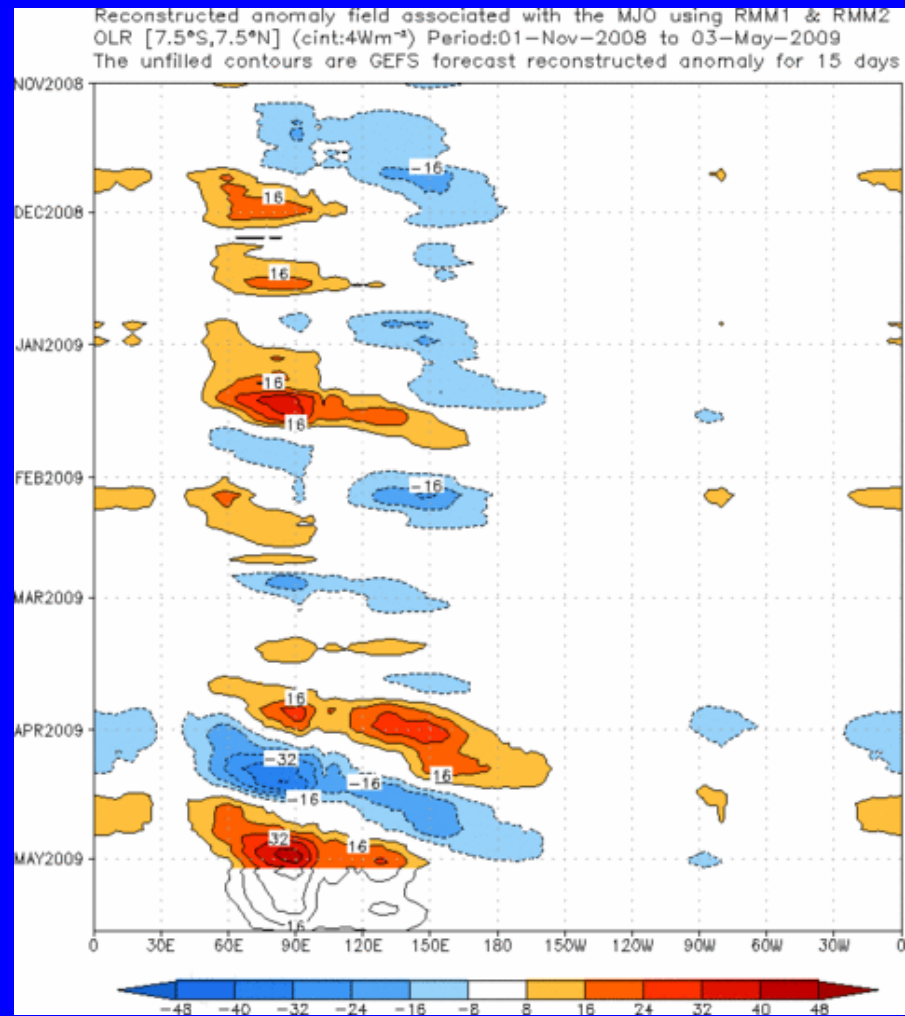 Reconstructed anomaly field associated with the MJO using RMM1 & RMM2
OLR [7.5°S,7.5°N] (cint:4Wm⁻²) Period:01-Nov-2008 to 03-May-2009
The unfilled contours are GEFS forecast reconstructed anomaly for 15 days
NOV2008
-16
16
DEC2008
16
JAN2009
16
16
FEB2009
-16
MAR2009
16
APR2009
-32
-16
16
-16
32
16
MAY2009
16
0 30E 60E 90E 120E 150E 180 150W 120W 90W 60W 30W 0
-48 -40 -32 -24 -16 -8 8 16 24 32 40 48